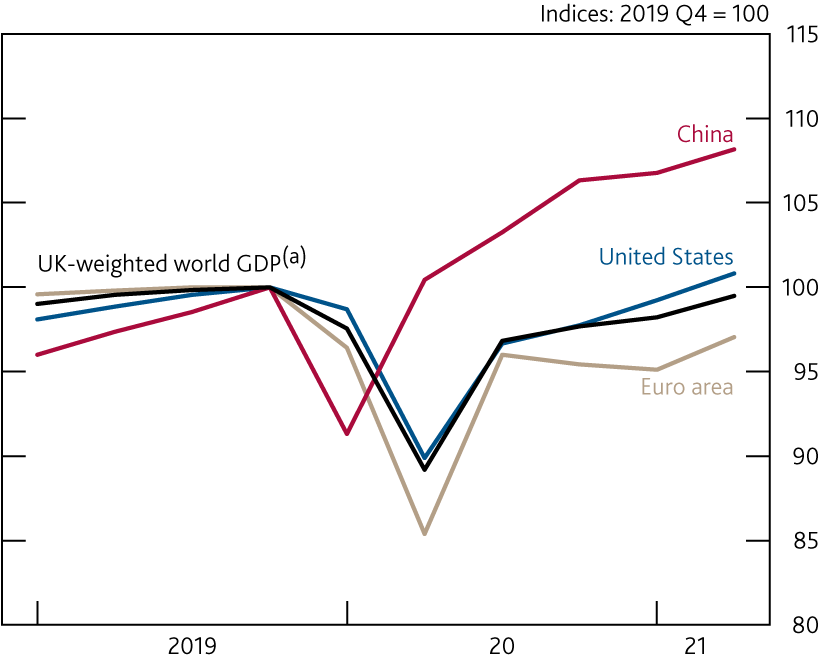 Indices: 2019 Q4 = 100
115
110
China
105
UK-weighted world GDP(a)
United States
100
95
Euro area
90
85
80
2019
20
21